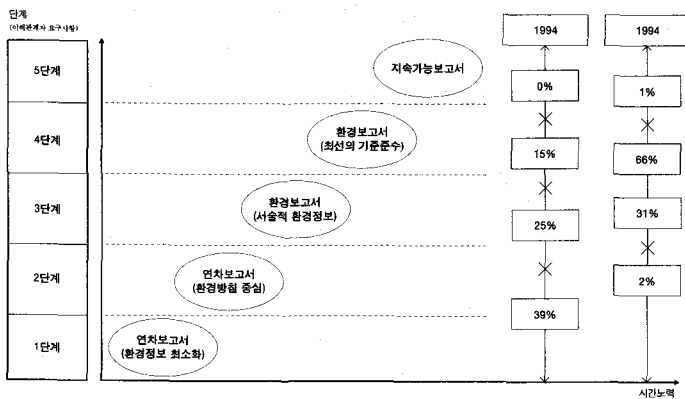 단계
(이해관계자 요구사항)
1994
1994
5단계
지속가능보고서
0%
1%
4단계
환경보고서
(최선의 기준준수)
15%
66%
3단계
환경보고서
(서술적 환경정보)
25%
31%
2단계
연차보고서
(환경방침 중심)
2%
39%
1단계
연차보고서
(환경정보 최소화)
시간노력